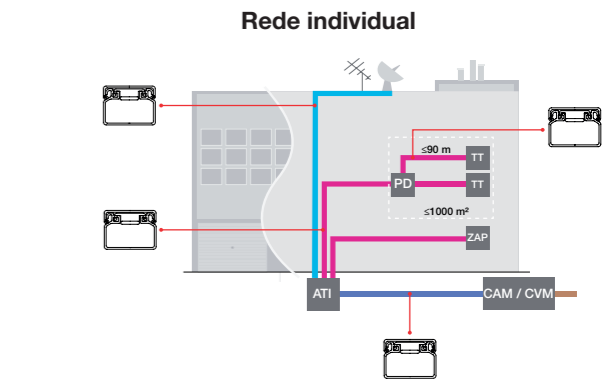 Rede individual
≤90 m
TT
PD
TT
≤1000 m²
ZAP
ATI
CAM / CVM